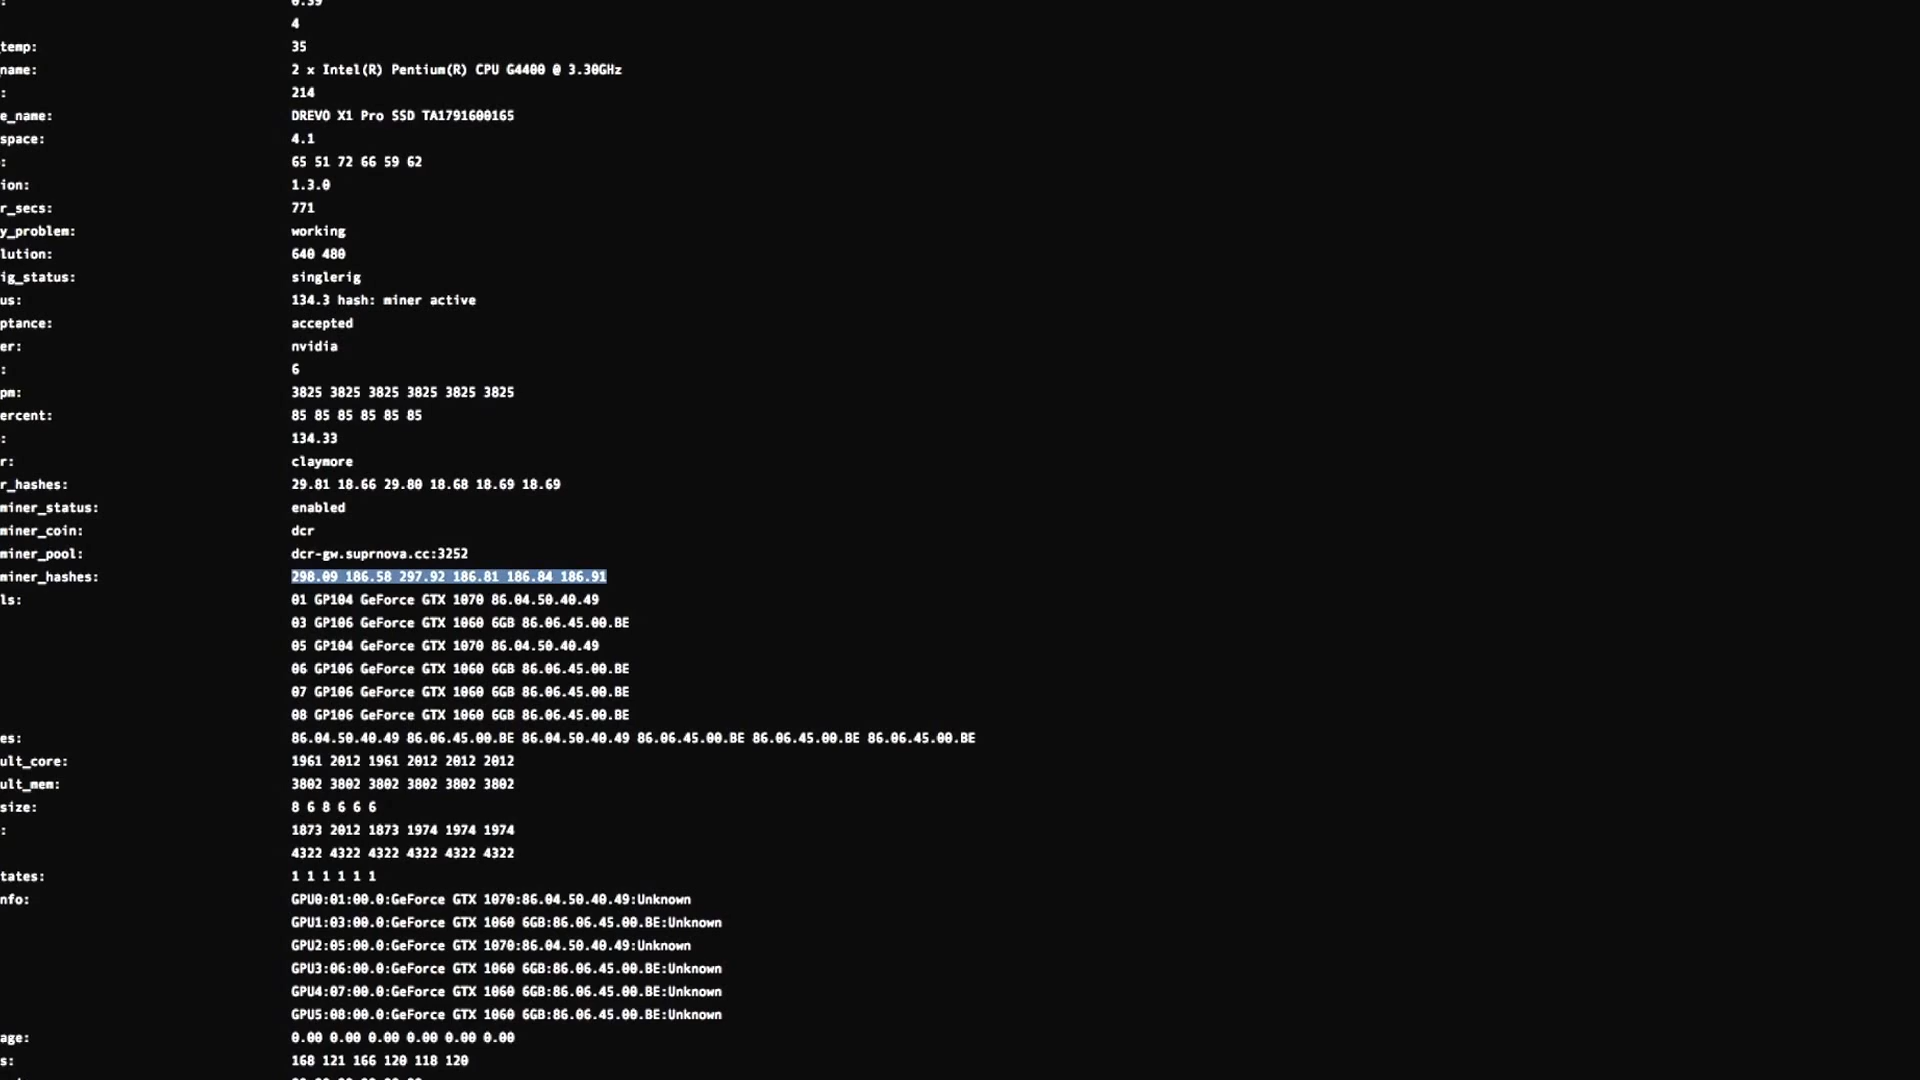 : 0.39
4
temp: 35
name: 2 x Intel(R) Pentium(R) CPU G4400 @ 3.30GHz
: 214
e_name: DREVO X1 Pro SSD TA1791600165
space: 4.1
: 65 51 72 66 59 62
ion: 1.3.0
r_secs: 771
y_problem: working
lution: 640 480
ig_status: singlerig
us: 134.3 hash: miner active
ptance: accepted
er: nvidia
: 6
pm: 3825 3825 3825 3825 3825 3825
ercent: 85 85 85 85 85 85
: 134.33
r: claymore
r_hashes: 29.81 18.66 29.80 18.68 18.69 18.69
miner_status: enabled
miner_coin: dcr
miner_pool: dcr-gw.suprnova.cc:3252
miner_hashes: 298.09 186.58 297.92 186.81 186.84 186.91
ls: 01 GP104 GeForce GTX 1070 86.04.50.40.49
03 GP106 GeForce GTX 1060 6GB 86.06.45.00.BE
05 GP104 GeForce GTX 1070 86.04.50.40.49
06 GP106 GeForce GTX 1060 6GB 86.06.45.00.BE
07 GP106 GeForce GTX 1060 6GB 86.06.45.00.BE
08 GP106 GeForce GTX 1060 6GB 86.06.45.00.BE
es: 86.04.50.40.49 86.06.45.00.BE 86.04.50.40.49 86.06.45.00.BE 86.06.45.00.BE 86.06.45.00.BE
ult_core: 1961 2012 1961 2012 2012 2012
ult_mem: 3802 3802 3802 3802 3802 3802
size: 8 6 8 6 6 6
: 1873 2012 1873 1974 1974 1974
4322 4322 4322 4322 4322 4322
tates: 1 1 1 1 1 1
nfo: GPU0:01:00.0:GeForce GTX 1070:86.04.50.40.49:Unknown
GPU1:03:00.0:GeForce GTX 1060 6GB:86.06.45.00.BE:Unknown
GPU2:05:00.0:GeForce GTX 1070:86.04.50.40.49:Unknown
GPU3:06:00.0:GeForce GTX 1060 6GB:86.06.45.00.BE:Unknown
GPU4:07:00.0:GeForce GTX 1060 6GB:86.06.45.00.BE:Unknown
GPU5:08:00.0:GeForce GTX 1060 6GB:86.06.45.00.BE:Unknown
age: 0.00 0.00 0.00 0.00 0.00 0.00
s: 168 121 166 120 118 120